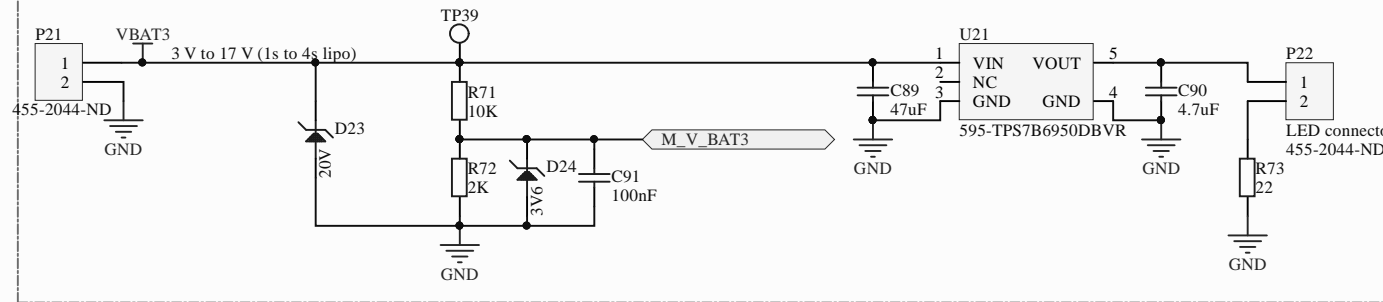 TP39
P21
VBAT3
3 V to 17 V (1s to 4s lipo)
1
2
455-2044-ND
GND
D23
20V
R71
10K
R72
2K
D24
3V6
C91
100nF
M_V_BAT3
GND
C89
47uF
GND
U21
1
2
3
VIN
NC
GND
VOUT
GND
5
4
595-TPS7B6950DBVR
C90
4.7uF
GND
P22
1
2
LED connecto
455-2044-ND
R73
22
GND